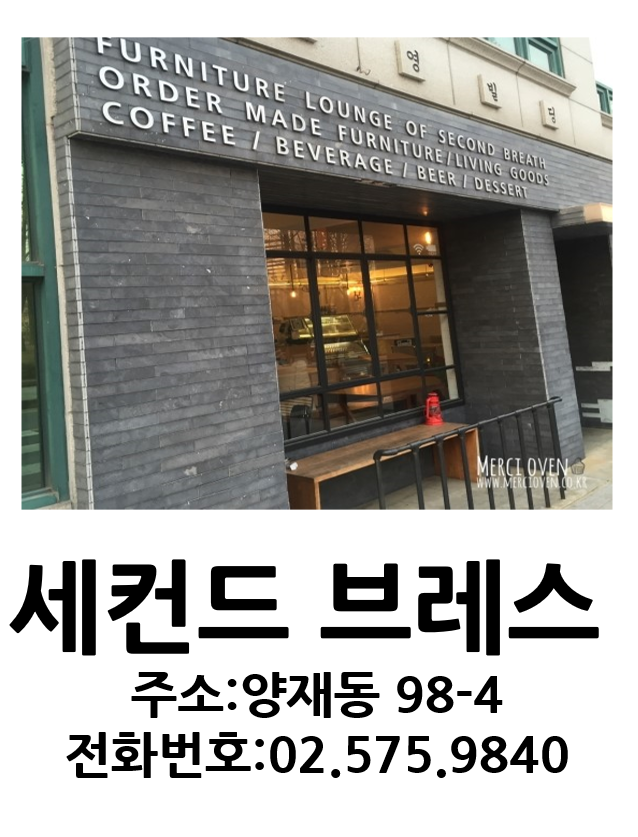 영빌딩
FURNITURE LOUNGE OF SECOND BREATH
ORDER MADE FURNITURE/LIVING GOODS
COFFEE / BEVERAGE / BEER / DESSERT
MERCI OVEN
WWW.MERCIOVEN.CO.KR
세컨드 브레스
주소:양재동 98-4
전화번호:02.575.9840